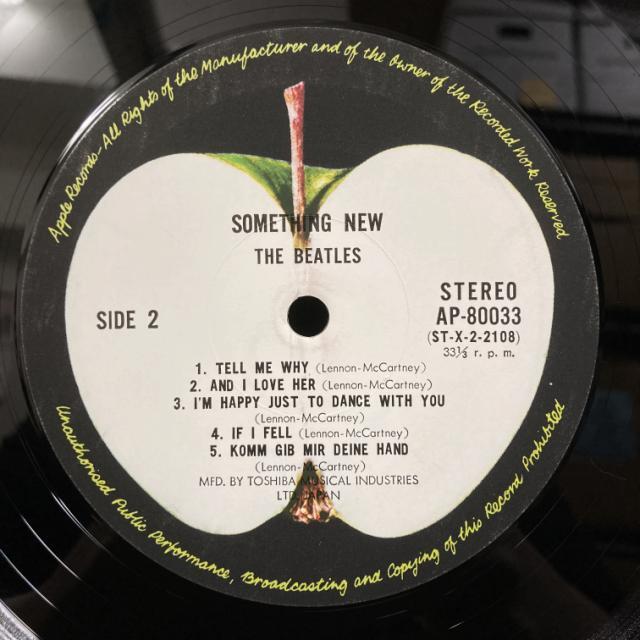 Apple Records-All Rights of the Manufacturer and of the Owner of the Recorded Work Reserved
SOMETHING NEW
THE BEATLES
SIDE 2
STEREO
AP-80033
(ST-X-2-2108)
33⅓ r. p. m.
1. TELL ME WHY (Lennon-McCartney)
2. AND I LOVE HER (Lennon-McCartney)
3. I'M HAPPY JUST TO DANCE WITH YOU
(Lennon-McCartney)
4. IF I FELL (Lennon-McCartney)
5. KOMM GIB MIR DEINE HAND
(Lennon-McCartney)
MFD. BY TOSHIBA MUSICAL INDUSTRIES
LTD. JAPAN
Unauthorised Public Performance, Broadcasting and Copying of this Record Prohibited